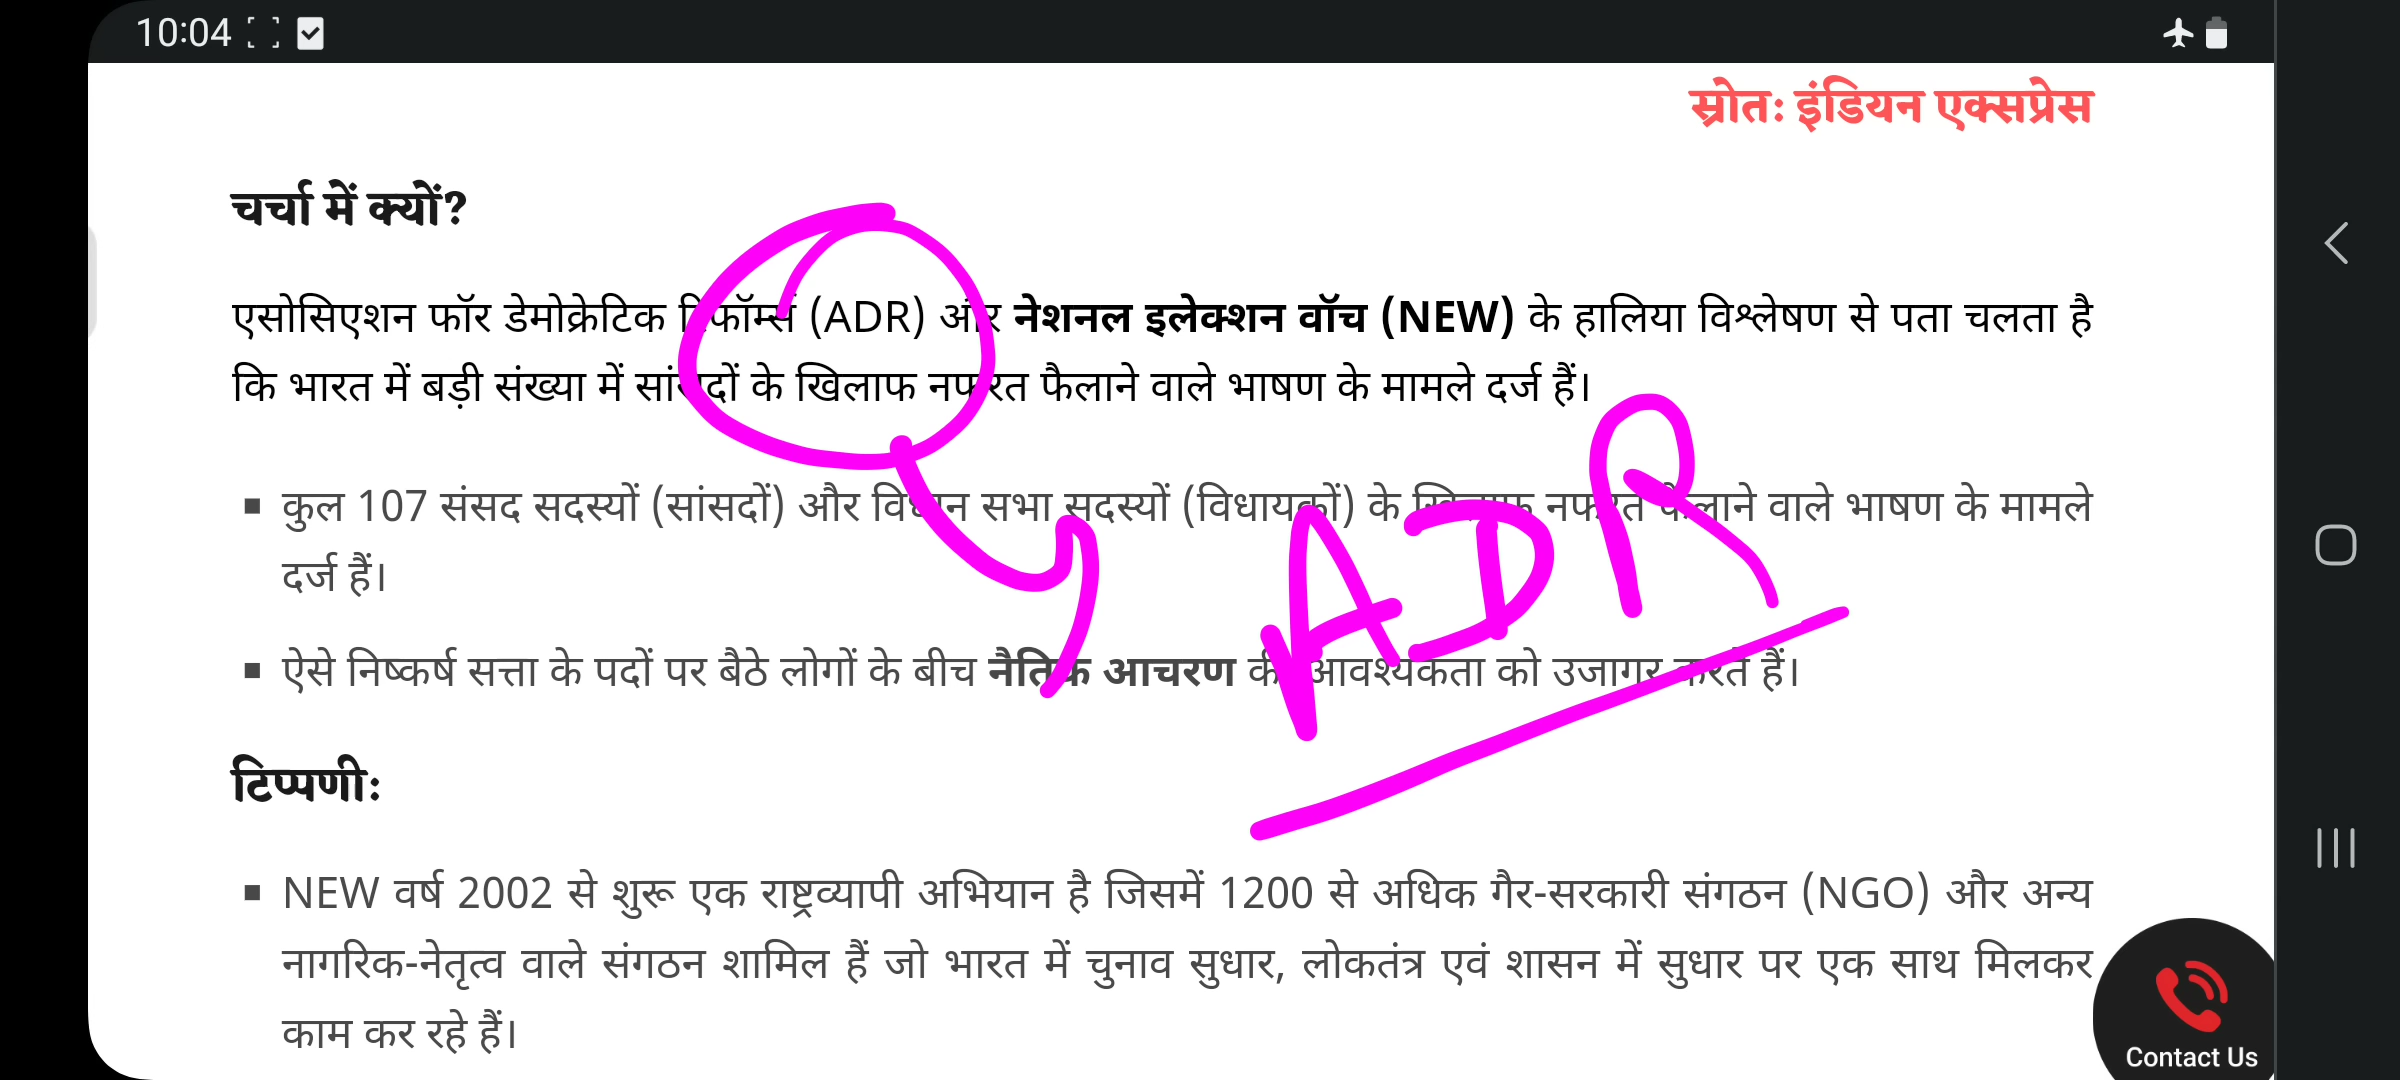 10:04
स्रोत: इंडियन एक्सप्रेस
चर्चा में क्यों?
एसोसिएशन फॉर डेमोक्रेटिक रिफॉर्म्स (ADR) और नेशनल इलेक्शन वॉच (NEW) के हालिया विश्लेषण से पता चलता है
कि भारत में बड़ी संख्या में सांसदों के खिलाफ नफरत फैलाने वाले भाषण के मामले दर्ज हैं।
▪ कुल 107 संसद सदस्यों (सांसदों) और विधान सभा सदस्यों (विधायकों) के खिलाफ नफरत फैलाने वाले भाषण के मामले
दर्ज हैं।
ADR
▪ ऐसे निष्कर्ष सत्ता के पदों पर बैठे लोगों के बीच नैतिक आचरण की आवश्यकता को उजागर करते हैं।
टिप्पणी:
▪ NEW वर्ष 2002 से शुरू एक राष्ट्रव्यापी अभियान है जिसमें 1200 से अधिक गैर-सरकारी संगठन (NGO) और अन्य
नागरिक-नेतृत्व वाले संगठन शामिल हैं जो भारत में चुनाव सुधार, लोकतंत्र एवं शासन में सुधार पर एक साथ मिलकर
काम कर रहे हैं।
Contact Us